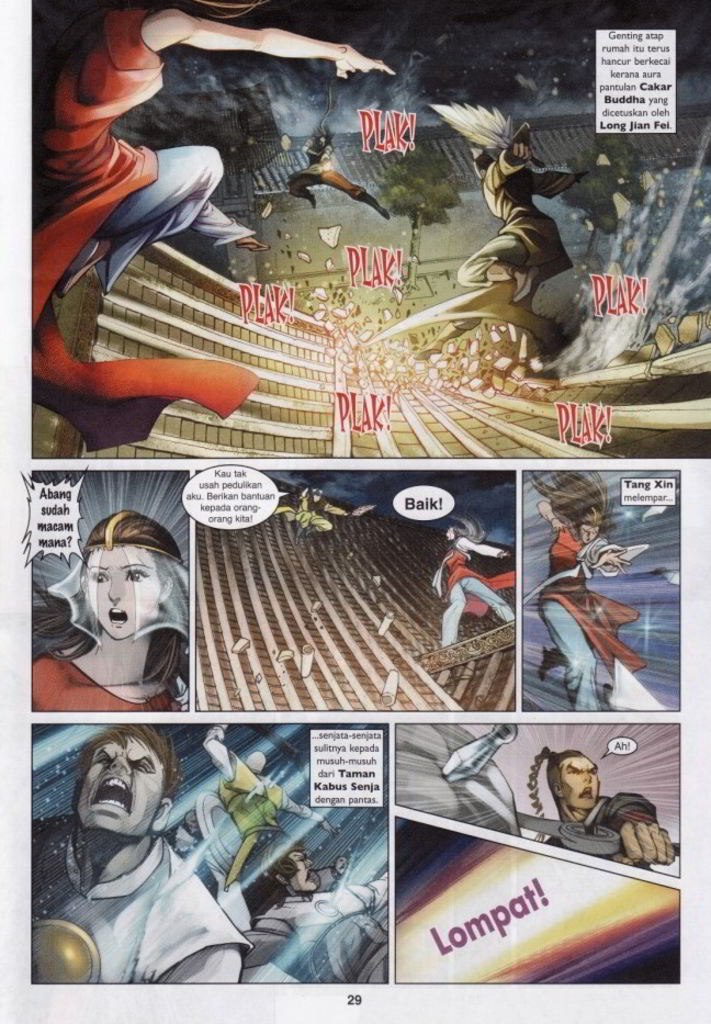 Genting atap
rumah itu terus
hancur berkecai
kerana aura
pantulan Cakar
Buddha yang
dicetuskan oleh
Long Jian Fei.
PLAK!
PLAK!
PLAK!
PLAK!
PLAK!
PLAK!
Abang
sudah
macam
mana?
Kau tak
usah pedulikan
aku. Berikan bantuan
kepada orang-
orang kita!
Baik!
Tang Xin
melempar...
...senjata-senjata
sulitnya kepada
musuh-musuh
dari Taman
Kabus Senja
dengan pantas.
Ah!
Lompat!
29